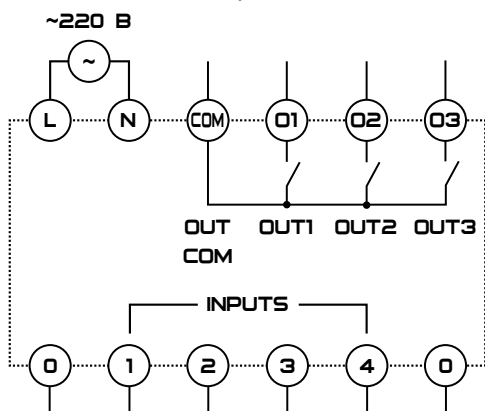 ~220 В
~
L N COM O1 O2 O3
OUT OUT1 OUT2 OUT3
COM
INPUTS
0 1 2 3 4 0